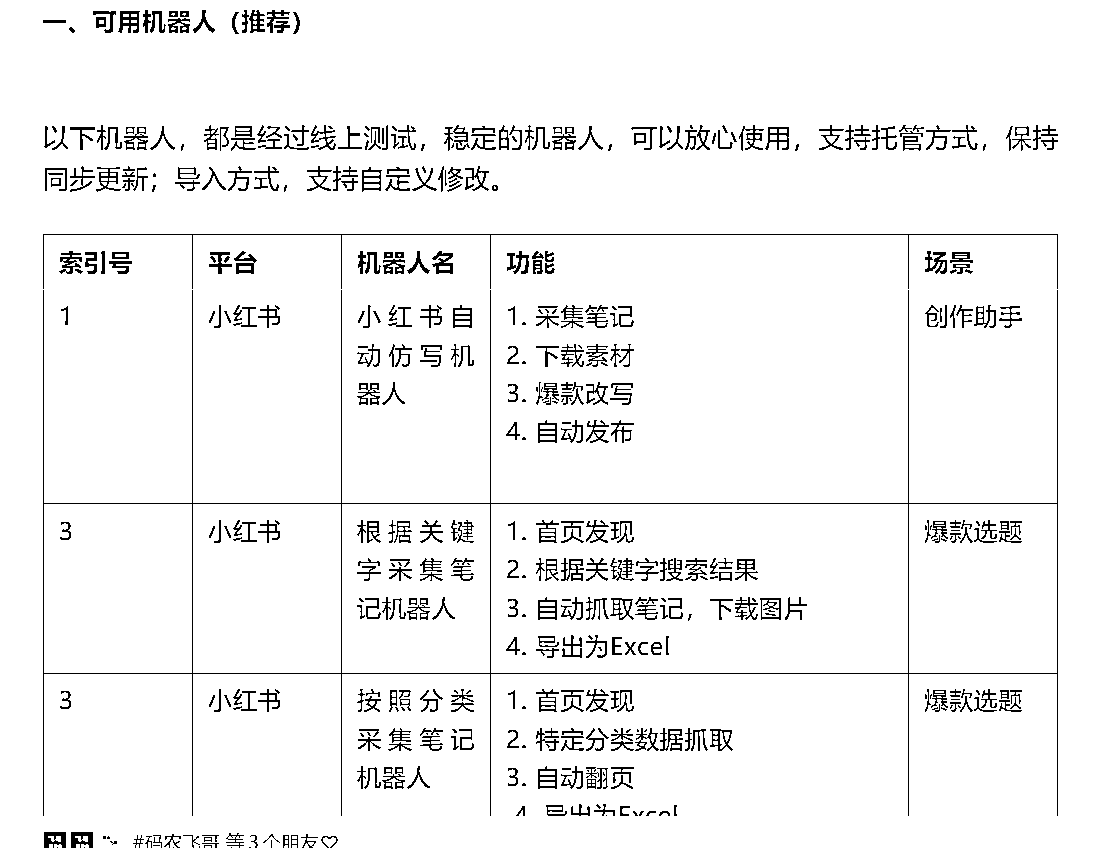 一、可用机器人（推荐）
以下机器人，都是经过线上测试，稳定的机器人，可以放心使用，支持托管方式，保持
同步更新；导入方式，支持自定义修改。
索引号 平台 机器人名 功能 场景
1 小红书 小红书自 1. 采集笔记 创作助手
动仿写机 2. 下载素材
器人 3. 爆款改写
4. 自动发布
3 小红书 根据关键 1. 首页发现 爆款选题
字采集笔 2. 根据关键字搜索结果
记机器人 3. 自动抓取笔记，下载图片
4. 导出为Excel
3 小红书 按照分类 1. 首页发现 爆款选题
采集笔记 2. 特定分类数据抓取
机器人 3. 自动翻页
4. 导出为Excel
#码农飞哥 等3个朋友♡